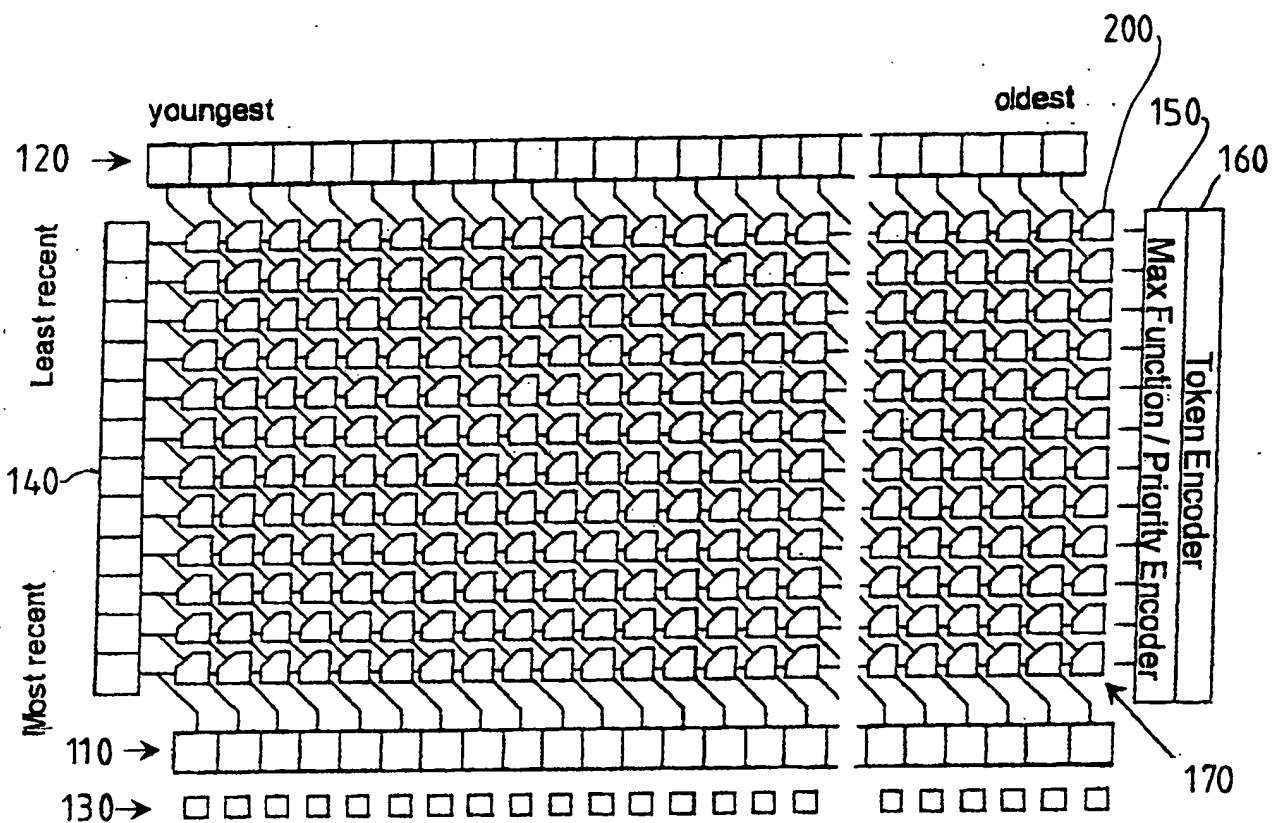 200
youngest
oldest
150
160
120
Least recent
Max Function / Priority Encoder
Token Encoder
140
Most recent
110
170
130